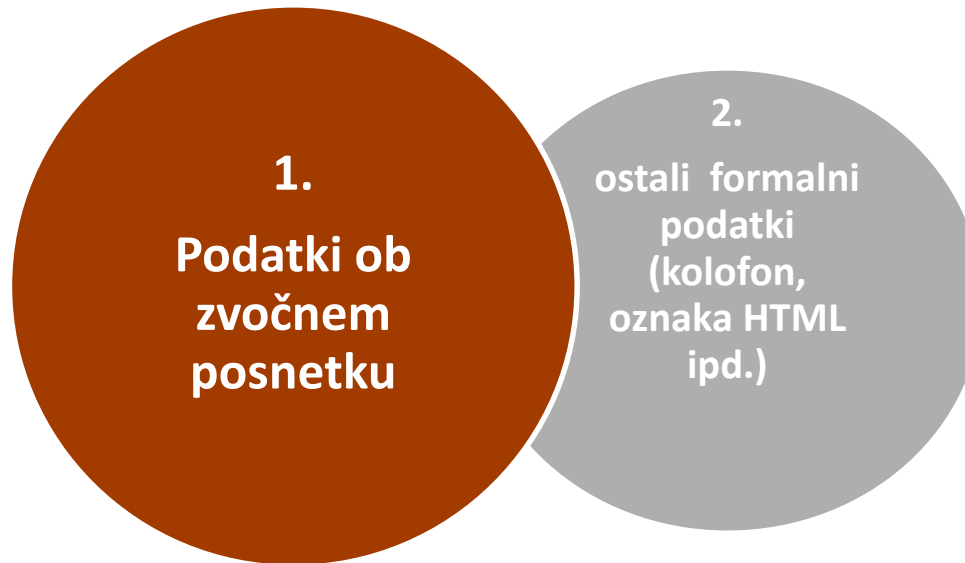 1.
Podatki ob
zvočnem
posnetku
2.
ostali  formalni
podatki
(kolofon,
oznaka HTML
ipd.)